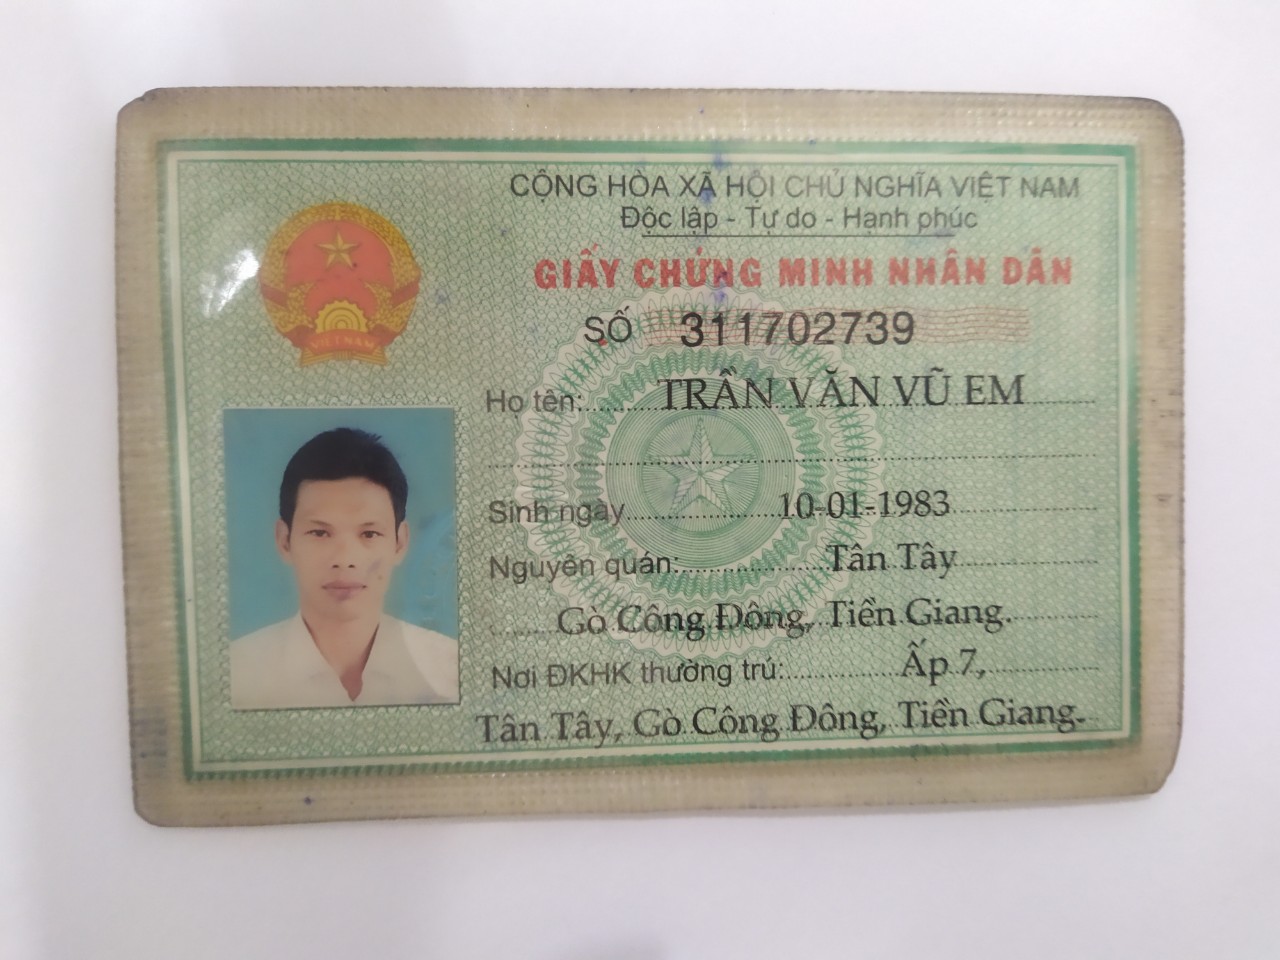 CỘNG HÒA XÃ HỘI CHỦ NGHĨA VIỆT NAM
Độc lập - Tự do - Hạnh phúc
GIẤY CHỨNG MINH NHÂN DÂN
SỐ 311702739
VIỆT NAM
Họ tên: TRẦN VĂN VŨ EM
Sinh ngày 10-01-1983
Nguyên quán: Tân Tây
Gò Công Đông, Tiền Giang.
Nơi ĐKHK thường trú: Ấp 7,
Tân Tây, Gò Công Đông, Tiền Giang.